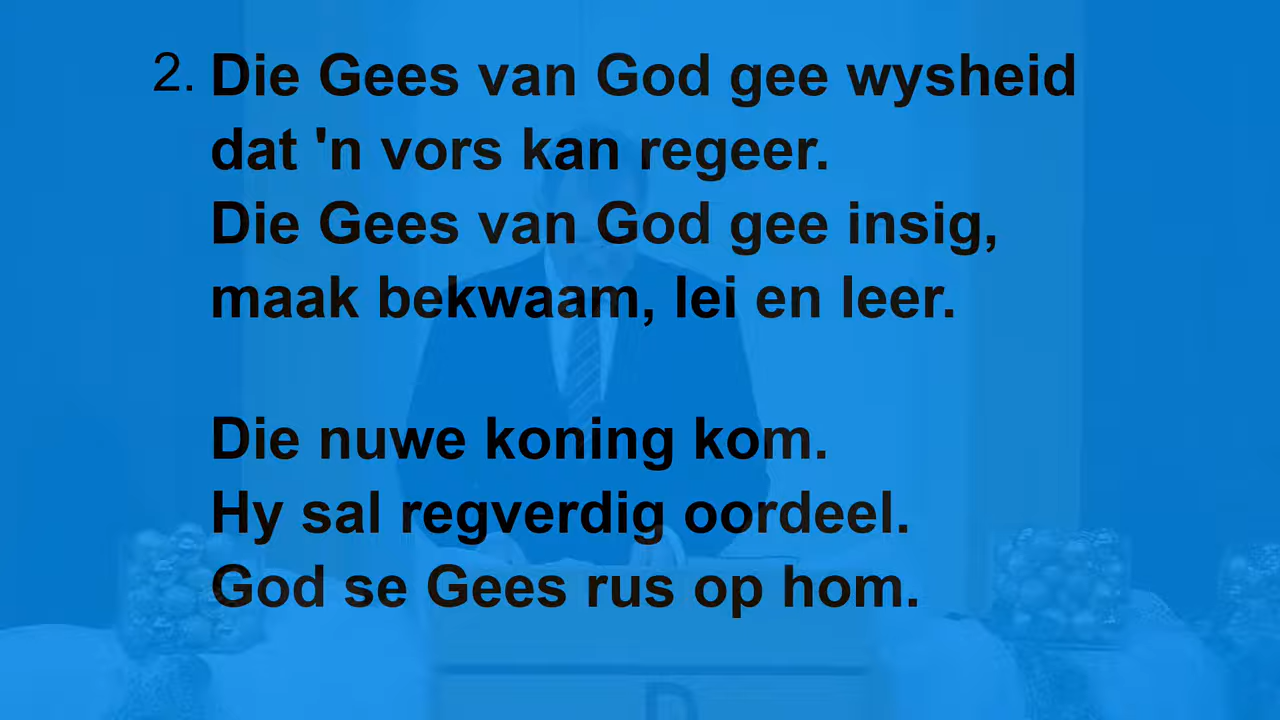 2. Die Gees van God gee wysheid
dat 'n vors kan regeer.
Die Gees van God gee insig,
maak bekwaam, lei en leer.
Die nuwe koning kom.
Hy sal regverdig oordeel.
God se Gees rus op hom.